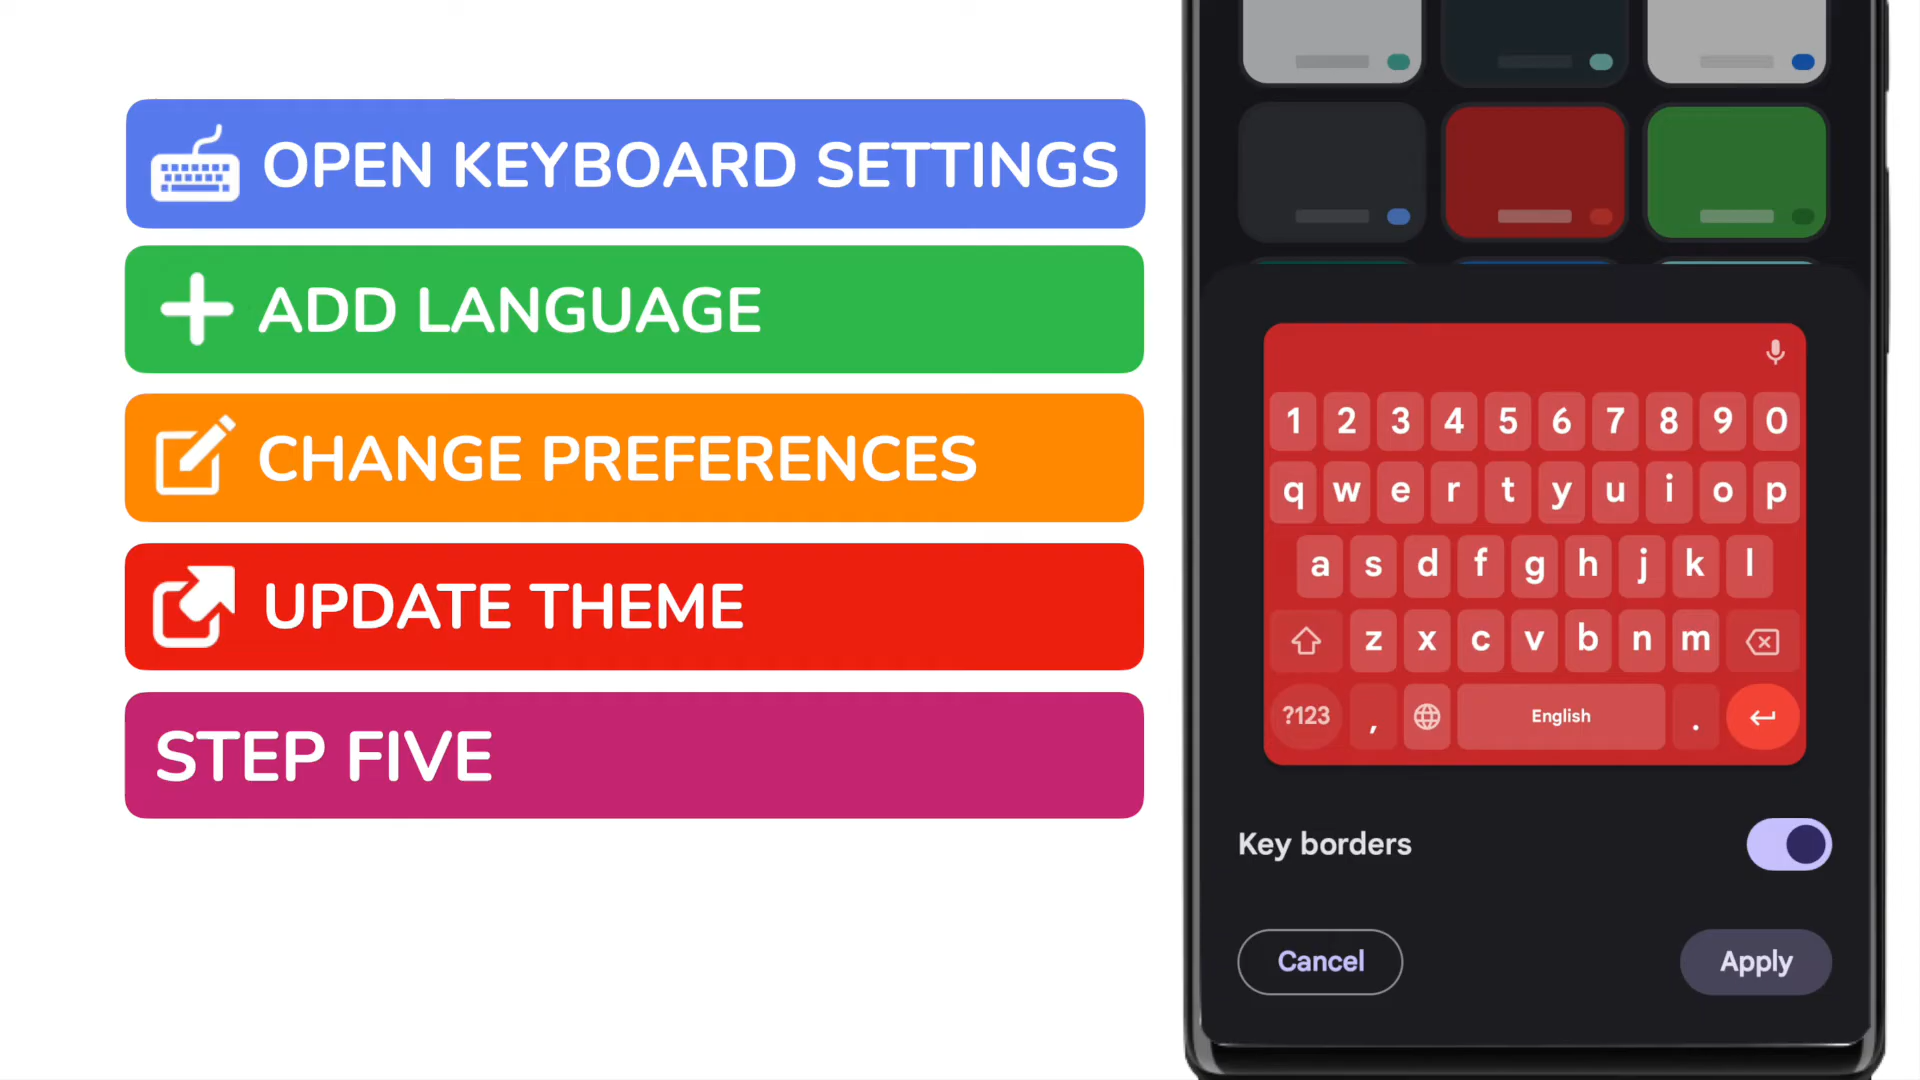 OPEN KEYBOARD SETTINGS
ADD LANGUAGE
CHANGE PREFERENCES
UPDATE THEME
STEP FIVE
1 2 3 4 5 6 7 8 9 0
q w e r t y u i o p
a s d f g h j k l
z x c v b n m
?123 , English .
Key borders
Cancel Apply